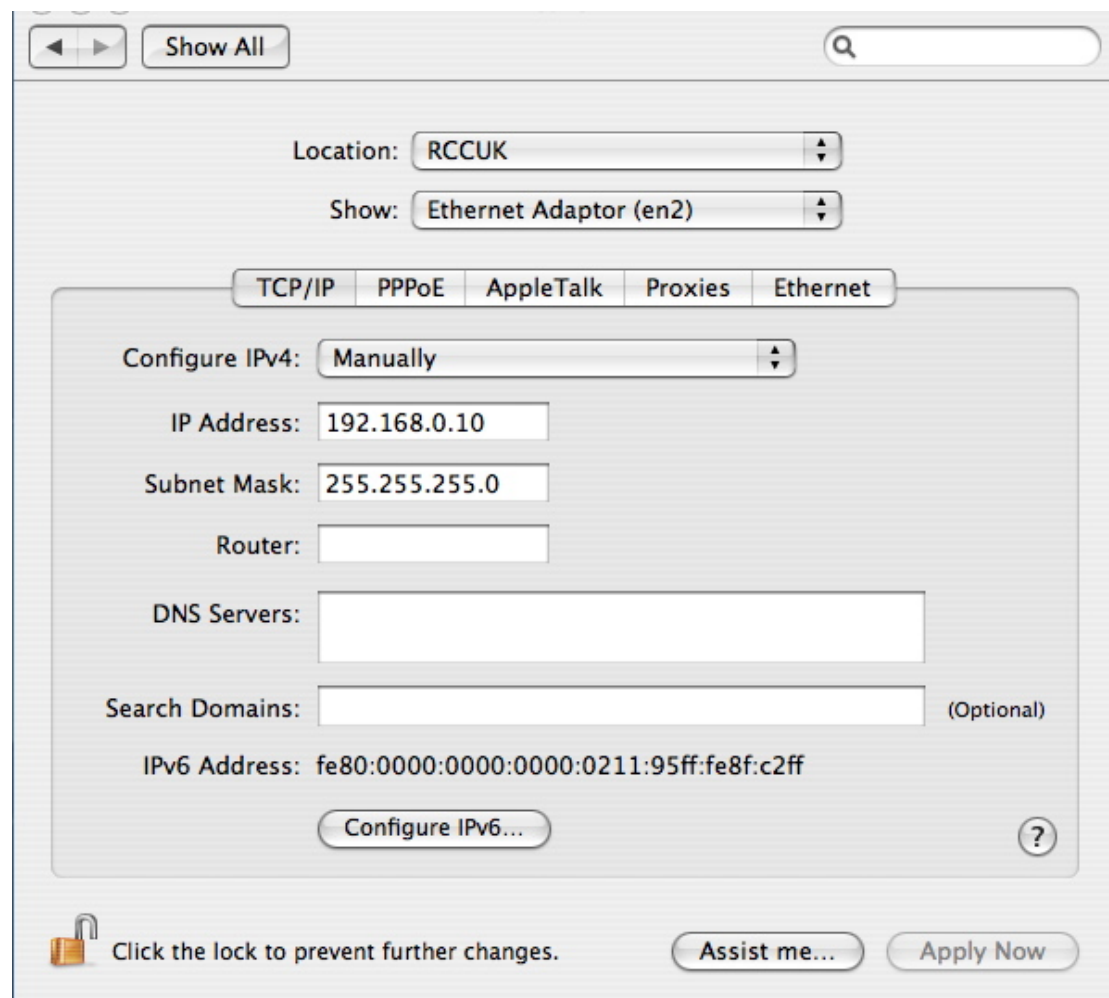 Show All
Location: RCCUK
Show: Ethernet Adaptor (en2)
TCP/IP PPPoE AppleTalk Proxies Ethernet
Configure IPv4: Manually
IP Address: 192.168.0.10
Subnet Mask: 255.255.255.0
Router:
DNS Servers:
Search Domains: (Optional)
IPv6 Address: fe80:0000:0000:0000:0211:95ff:fe8f:c2ff
Configure IPv6...
?
Click the lock to prevent further changes. Assist me... Apply Now